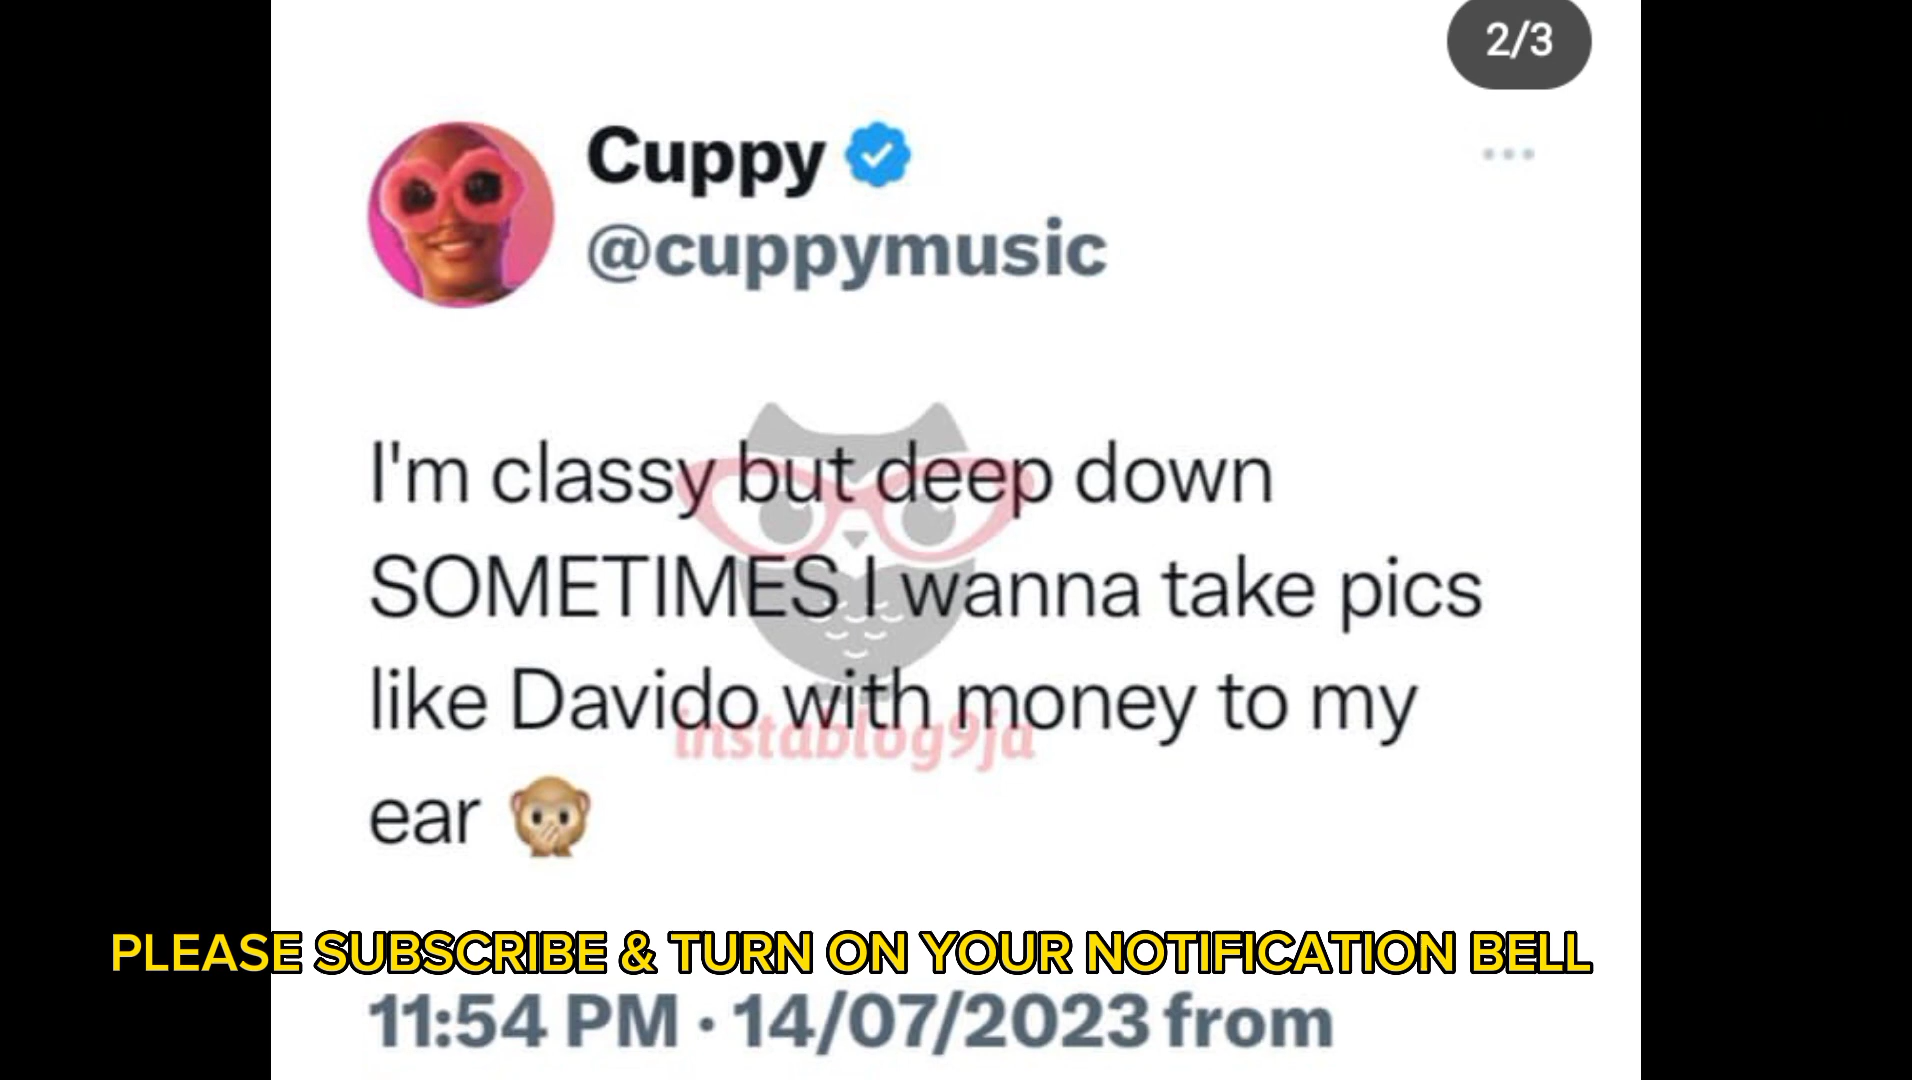 2/3
Cuppy
@cuppymusic
I'm classy but deep down
SOMETIMES I wanna take pics
like Davido with money to my
ear 🙊
instablog9ja
PLEASE SUBSCRIBE & TURN ON YOUR NOTIFICATION BELL
11:54 PM · 14/07/2023 from